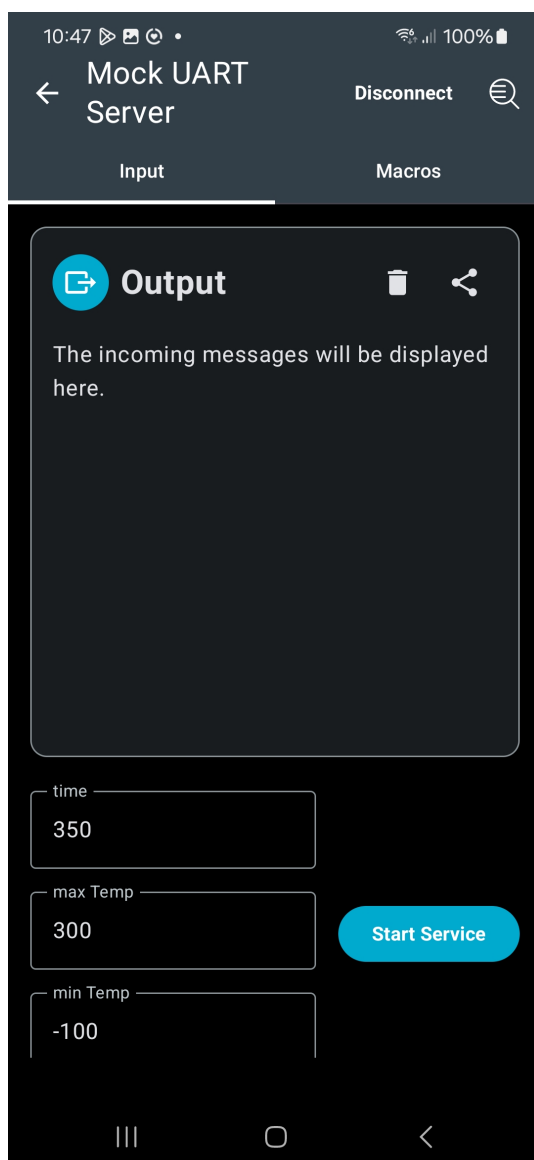 10:47 100%
Mock UART
Server
Disconnect
Input Macros
Output
The incoming messages will be displayed
here.
time
350
max Temp
300
Start Service
min Temp
-100